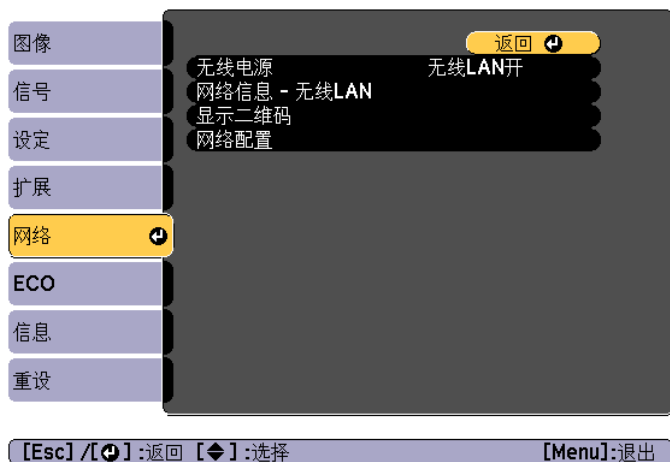 图像
信号
设定
扩展
网络
ECO
信息
重设
返回
无线电源 无线LAN开
网络信息 - 无线LAN
显示二维码
网络配置
[Esc] /[ ] :返回 [ ] :选择 [Menu]:退出